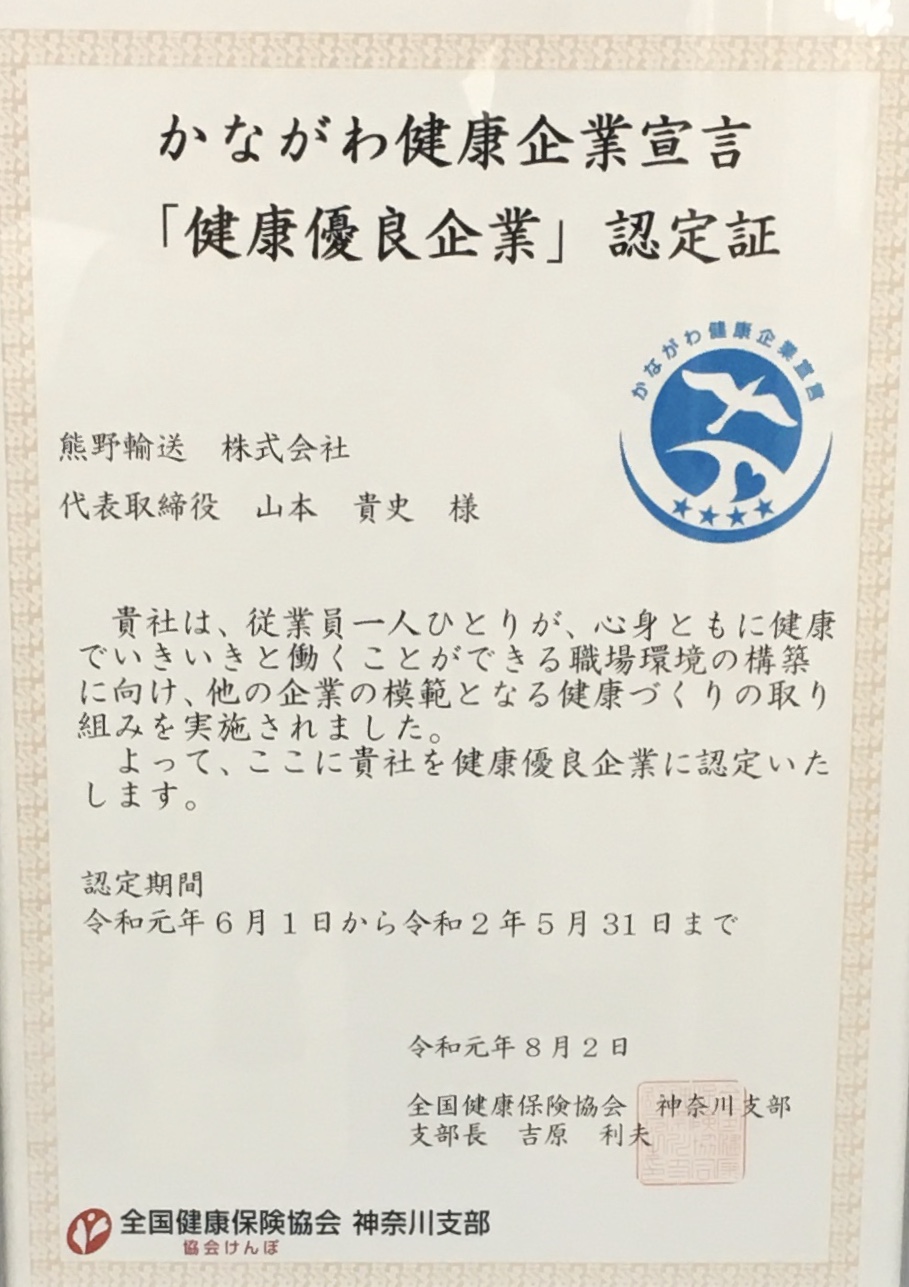 かながわ健康企業宣言
「健康優良企業」認定証
かながわ健康企業宣言
熊野輸送　株式会社
代表取締役　山本　貴史　様
貴社は、従業員一人ひとりが、心身ともに健康
でいきいきと働くことができる職場環境の構築
に向け、他の企業の模範となる健康づくりの取り
組みを実施されました。
よって、ここに貴社を健康優良企業に認定いた
します。
認定期間
令和元年6月1日から令和2年5月31日まで
令和元年8月2日
全国健康保険協会　神奈川支部
支部長　吉原　利夫
全国健康保険協会 神奈川支部
協会けんぽ